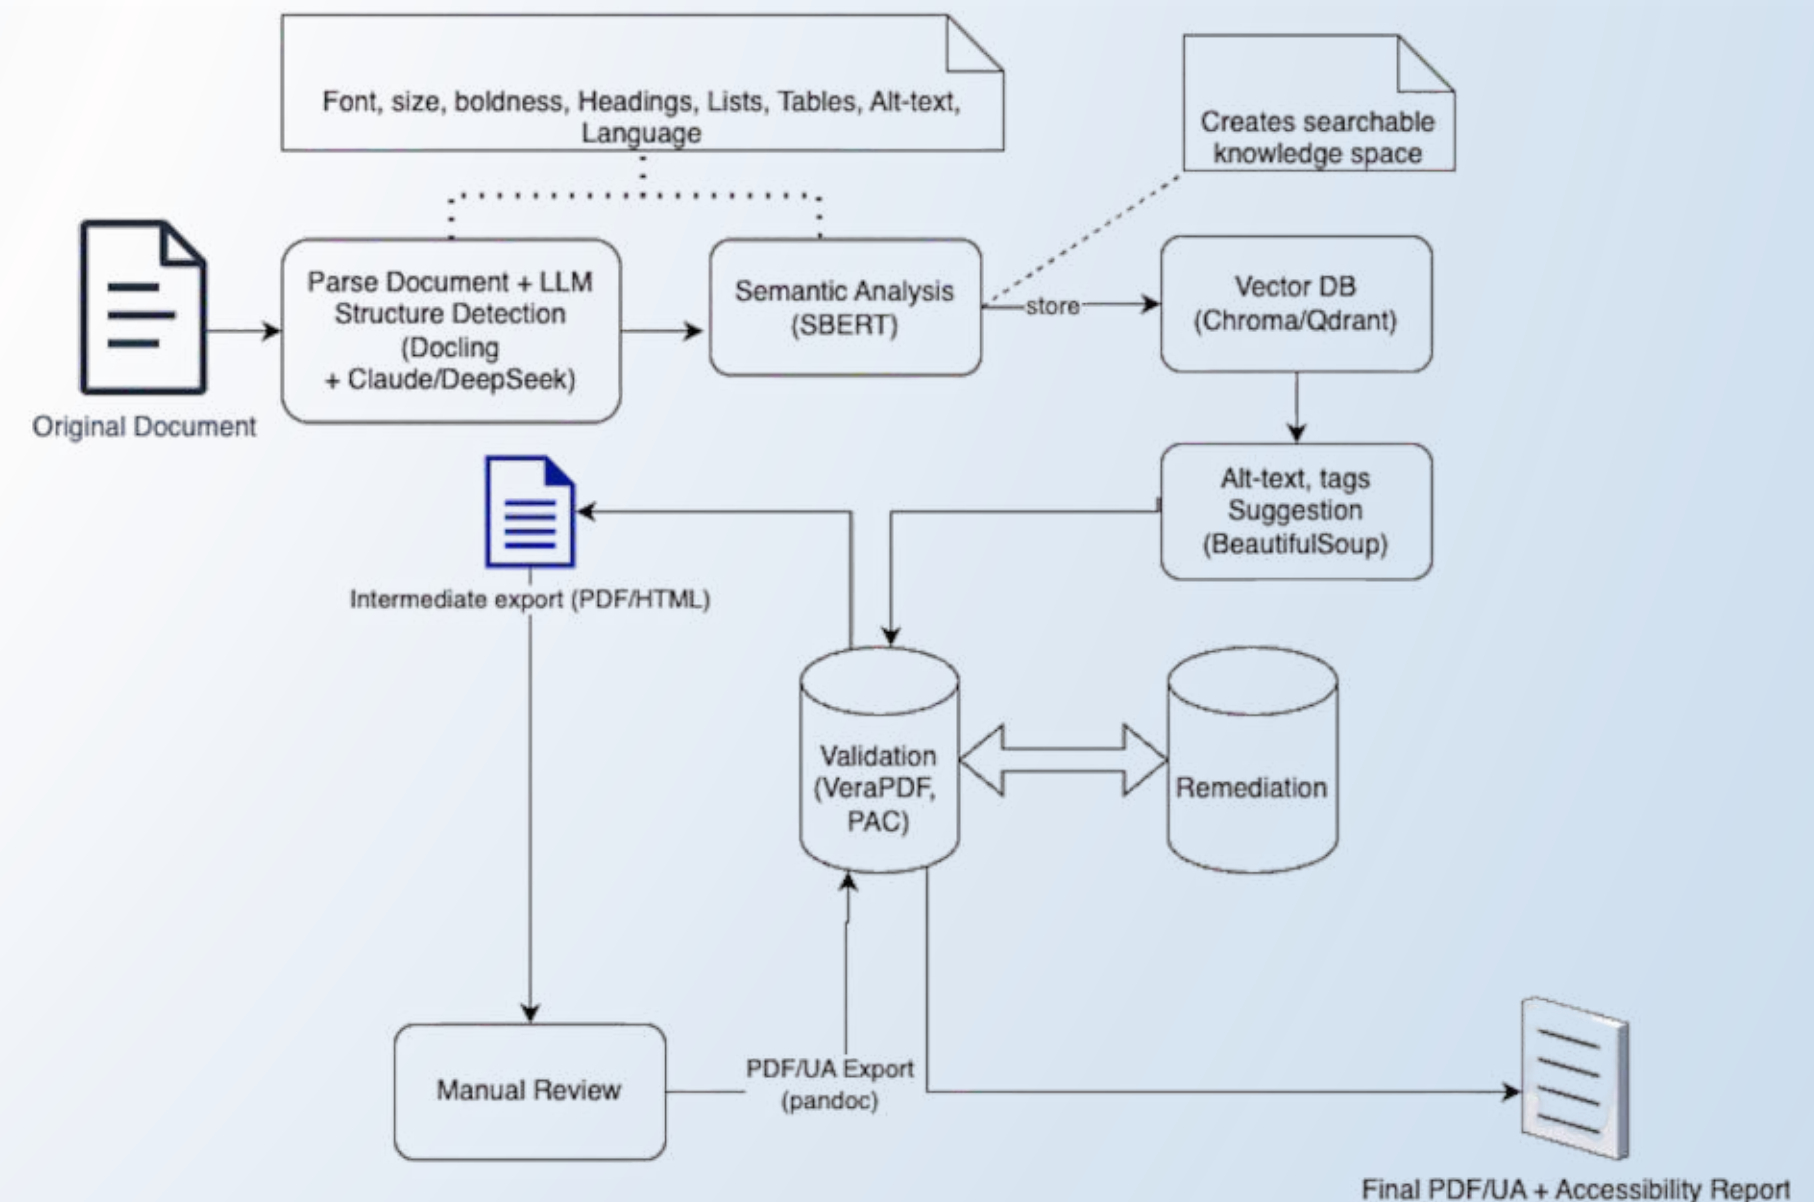 Font, size, boldness, Headings, Lists, Tables, Alt-text,
Language
Creates searchable
knowledge space
Original Document
Parse Document + LLM
Structure Detection
(Docling
+ Claude/DeepSeek)
Semantic Analysis
(SBERT)
store
Vector DB
(Chroma/Qdrant)
Alt-text, tags
Suggestion
(BeautifulSoup)
Intermediate export (PDF/HTML)
Validation
(VeraPDF,
PAC)
Remediation
Manual Review
PDF/UA Export
(pandoc)
Final PDF/UA + Accessibility Report